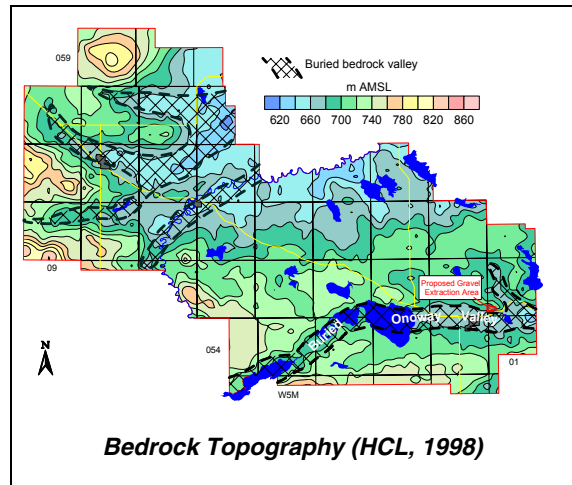 059
Buried bedrock valley
m AMSL
620 660 700 740 780 820 860
09
Proposed Gravel
Extraction Area
Buried Onoway Valley
054
01
N
W5M
Bedrock Topography (HCL, 1998)